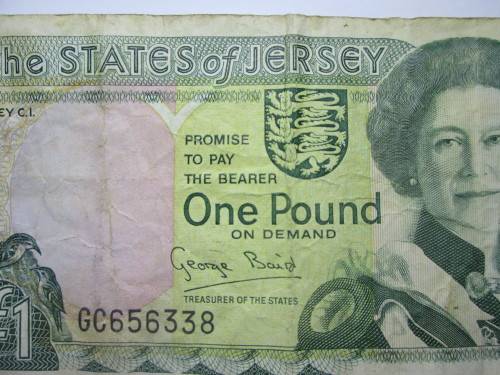 the STATES of JERSEY
EY C.I.
PROMISE
TO PAY
THE BEARER
One Pound
ON DEMAND
George Baird
TREASURER OF THE STATES
GC656338
£1